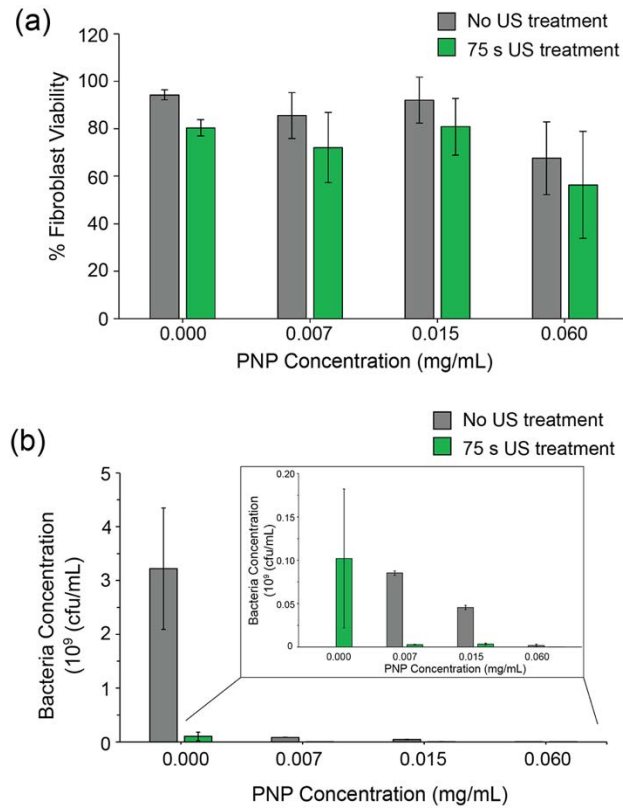 (a)
No US treatment
75 s US treatment
120
100
80
60
40
20
0
% Fibroblast Viability
0.000 0.007 0.015 0.060
PNP Concentration (mg/mL)
(b)
No US treatment
75 s US treatment
5
4
3
2
1
0
Bacteria Concentration
(10⁹ (cfu/mL)
0.20
0.15
0.10
0.05
0
Bacteria Concentration
(10⁹ (cfu/mL)
0.000 0.007 0.015 0.060
PNP Concentration (mg/mL)
0.000 0.007 0.015 0.060
PNP Concentration (mg/mL)